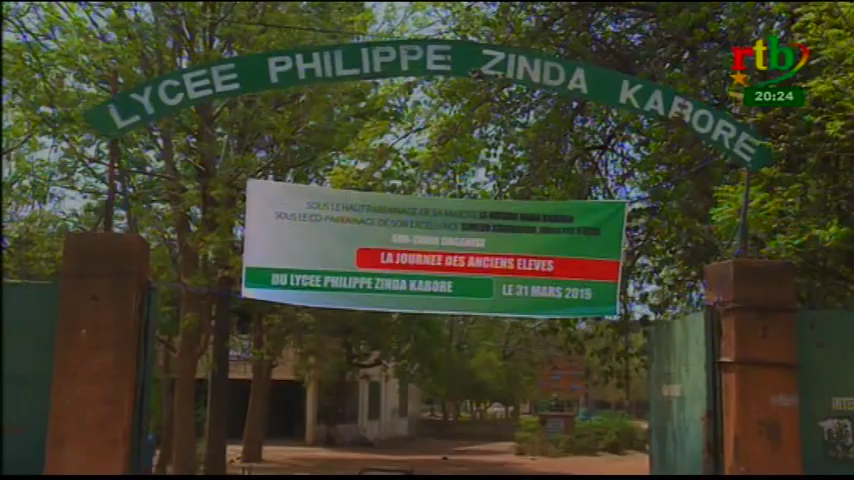 LYCEE PHILIPPE ZINDA KABORE
rtb
20:24
SOUS LE HAUT PARRAINAGE DE SA MAJESTE
SOUS LE CO-PARRAINAGE DE SON EXCELLENCE
ORGANISE
LA JOURNEE DES ANCIENS ELEVES
DU LYCEE PHILIPPE ZINDA KABORE
LE 31 MARS 2019